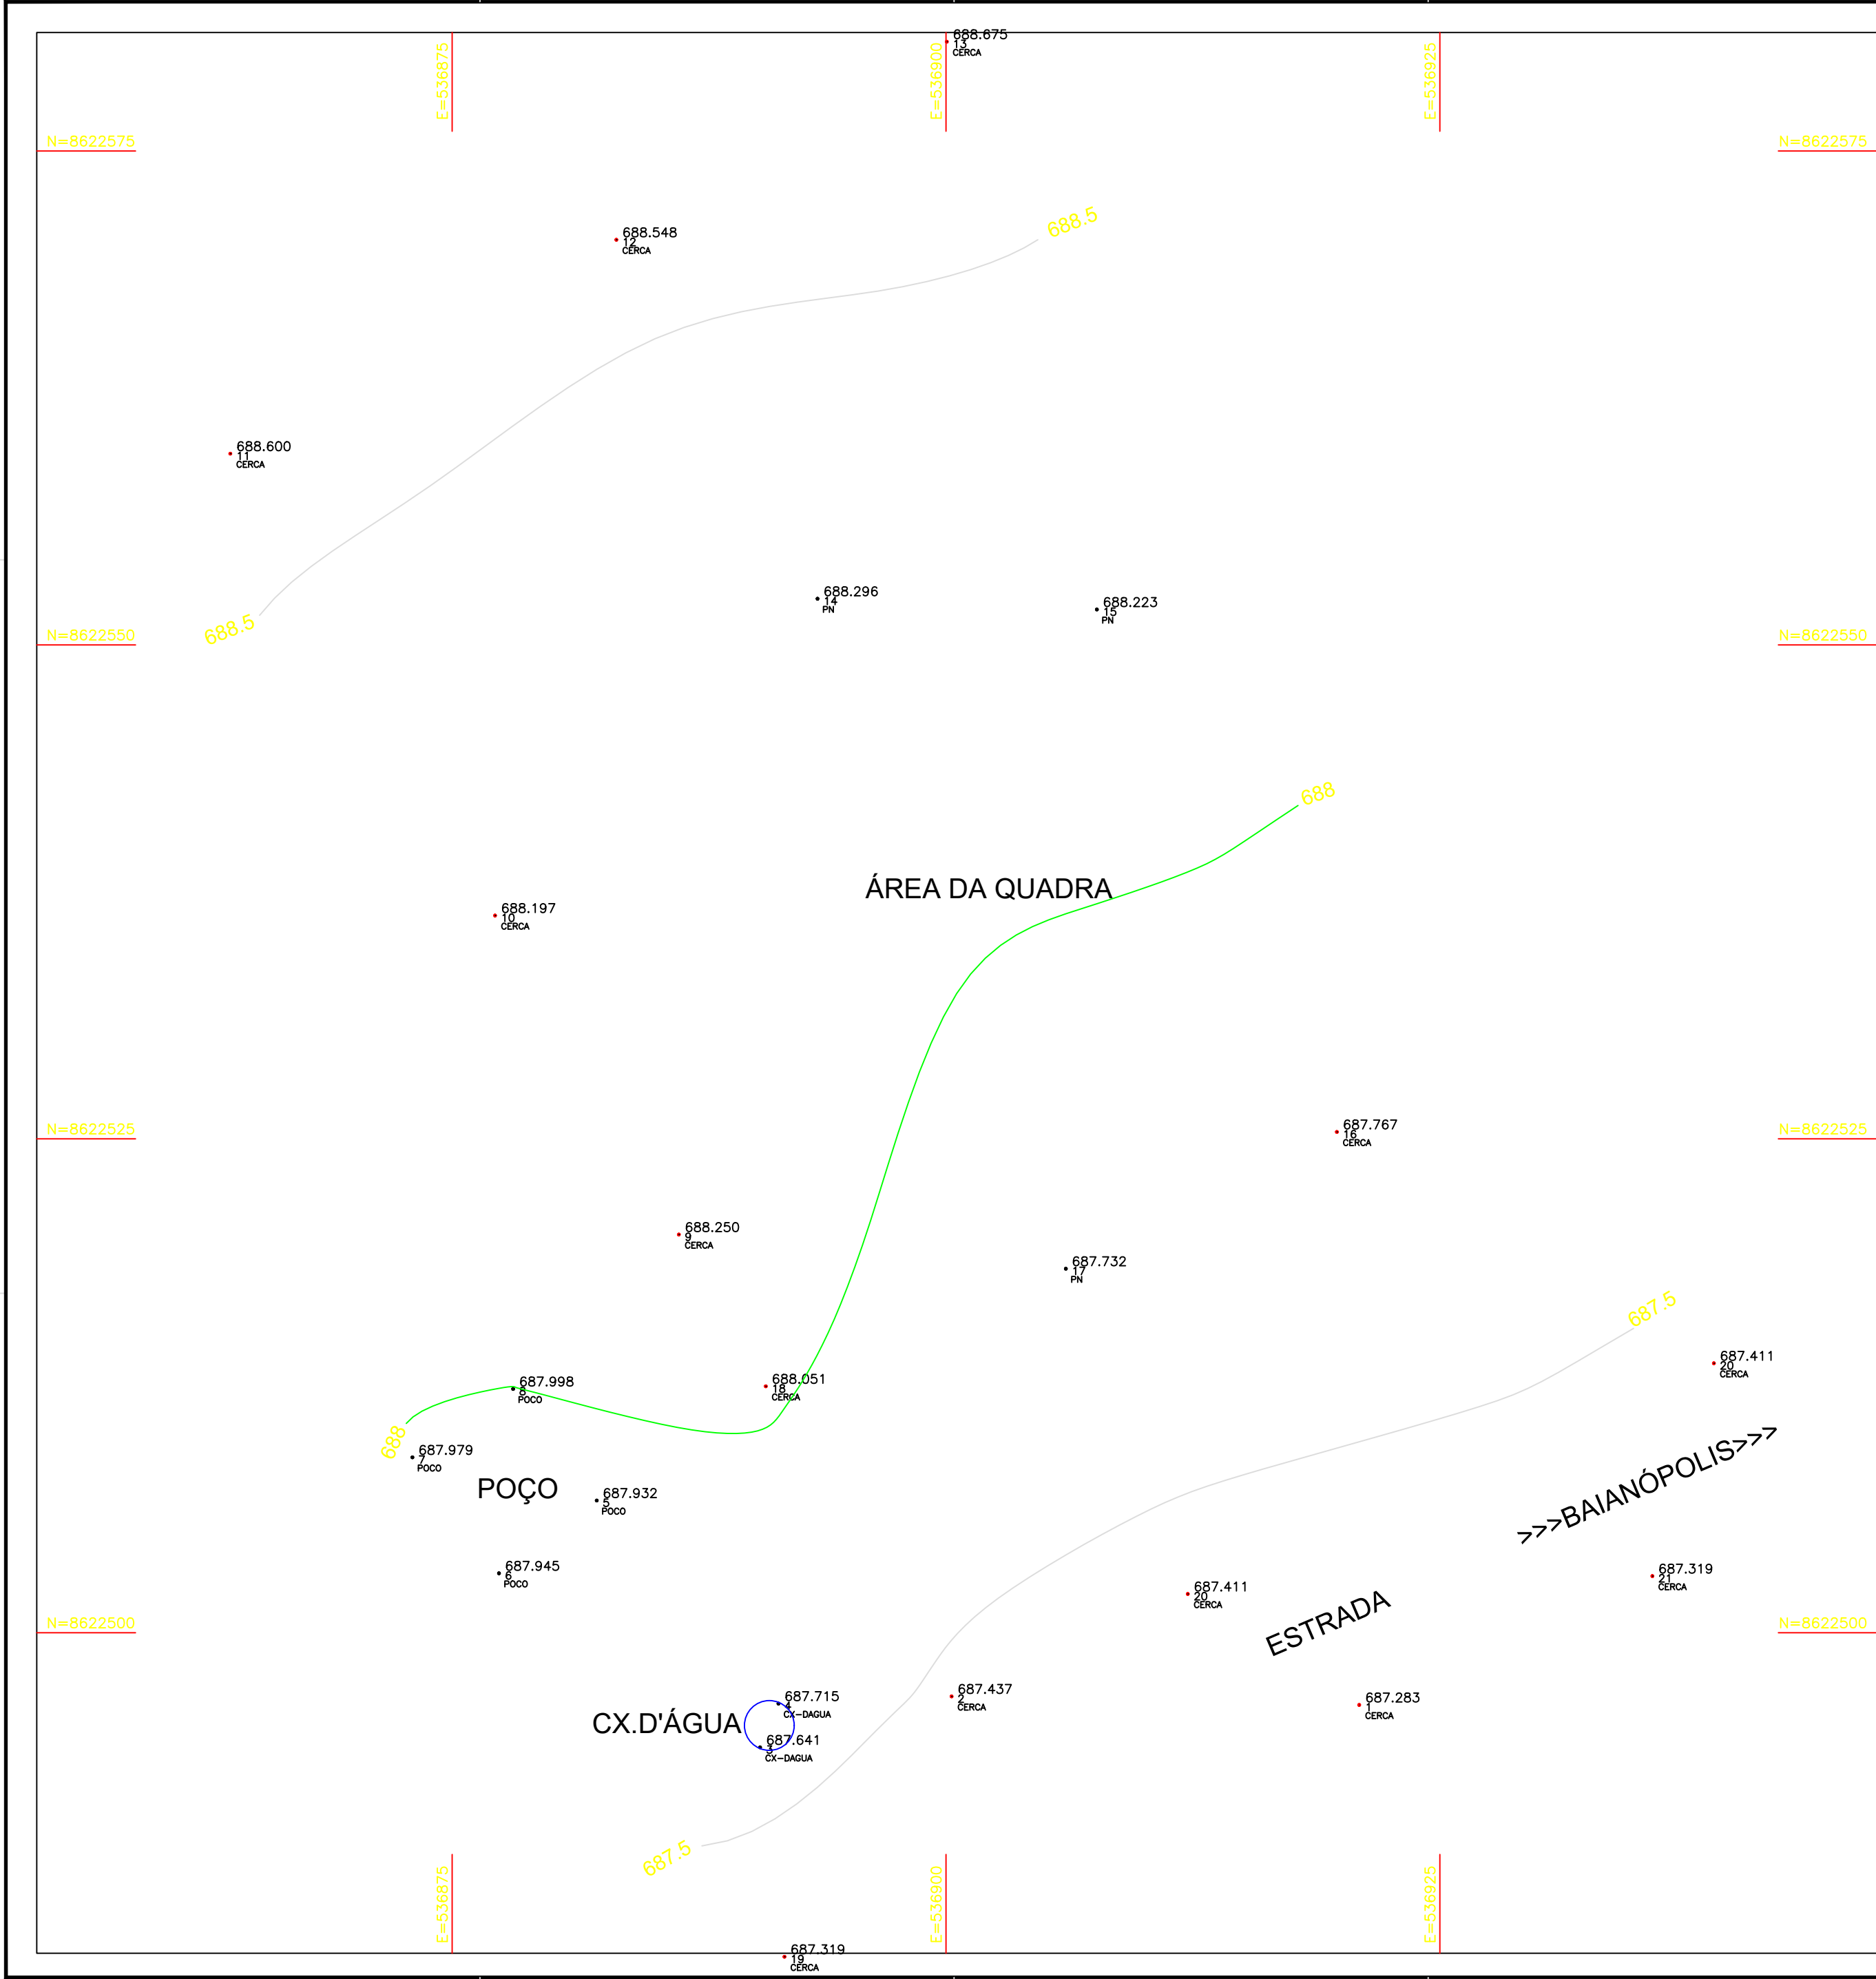 688.675
13
CERCA
E=536875
E=536900
E=536925
N=8622575
N=8622575
688.5
688.548
12
CERCA
688.600
11
CERCA
688.296
14
PN
688.223
15
PN
688.5
N=8622550
N=8622550
688
ÁREA DA QUADRA
688.197
10
CERCA
N=8622525
N=8622525
687.767
16
CERCA
688.250
9
CERCA
687.732
17
PN
687.5
687.411
20
CERCA
687.998
8
POCO
688.051
18
CERCA
688
687.979
7
POCO
POÇO
687.932
5
POCO
>>>BAIANÓPOLIS>>>
687.945
6
POCO
687.411
20
CERCA
687.319
21
CERCA
ESTRADA
N=8622500
N=8622500
687.437
2
CERCA
687.283
1
CERCA
687.715
4
CX-DAGUA
CX.D'ÁGUA
687.641
3
CX-DAGUA
687.5
E=536875
E=536900
E=536925
687.319
19
CERCA